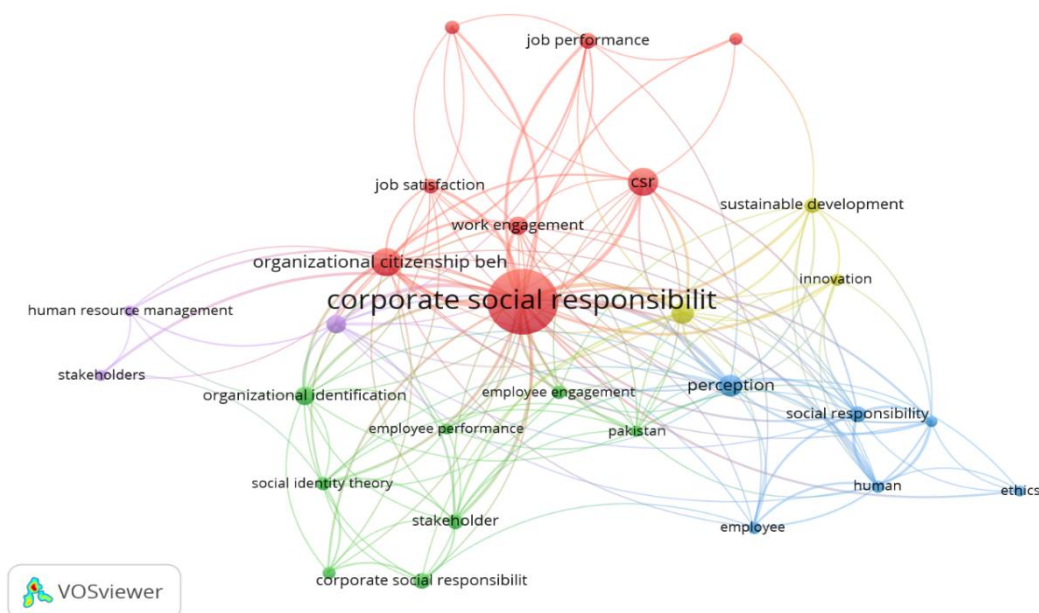 job performance
job satisfaction
csr
sustainable development
work engagement
organizational citizenship beh
innovation
corporate social responsibilit
human resource management
stakeholders
perception
organizational identification
employee engagement
social responsibility
employee performance
pakistan
social identity theory
human
ethics
stakeholder
employee
corporate social responsibilit
VOSviewer